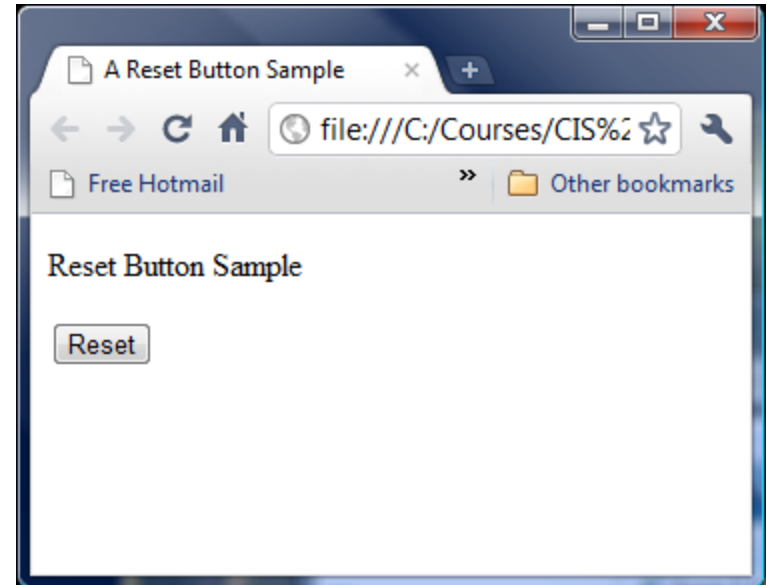 A Reset Button Sample
file:///C:/Courses/CIS%2
Free Hotmail » Other bookmarks
Reset Button Sample
Reset